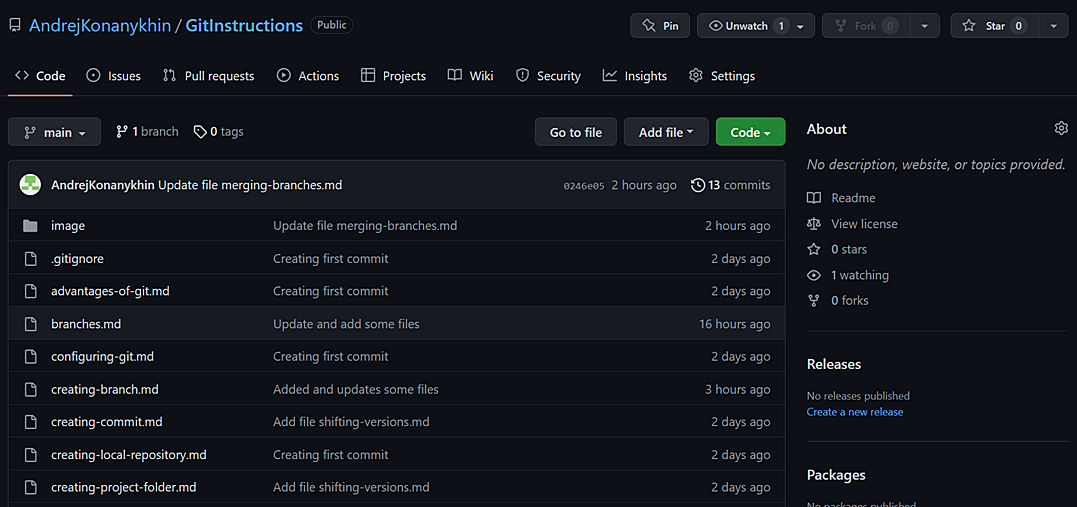 AndrejKonanykhin / GitInstructions Public
Pin Unwatch 1 Fork 0 Star 0
Code Issues Pull requests Actions Projects Wiki Security Insights Settings
main 1 branch 0 tags Go to file Add file Code
AndrejKonanykhin Update file merging-branches.md 0246e05 2 hours ago 13 commits
image Update file merging-branches.md 2 hours ago
.gitignore Creating first commit 2 days ago
advantages-of-git.md Creating first commit 2 days ago
branches.md Update and add some files 16 hours ago
configuring-git.md Creating first commit 2 days ago
creating-branch.md Added and updates some files 3 hours ago
creating-commit.md Add file shifting-versions.md 2 days ago
creating-local-repository.md Creating first commit 2 days ago
creating-project-folder.md Add file shifting-versions.md 2 days ago
About
No description, website, or topics provided.
Readme
View license
0 stars
1 watching
0 forks
Releases
No releases published
Create a new release
Packages
No packages published